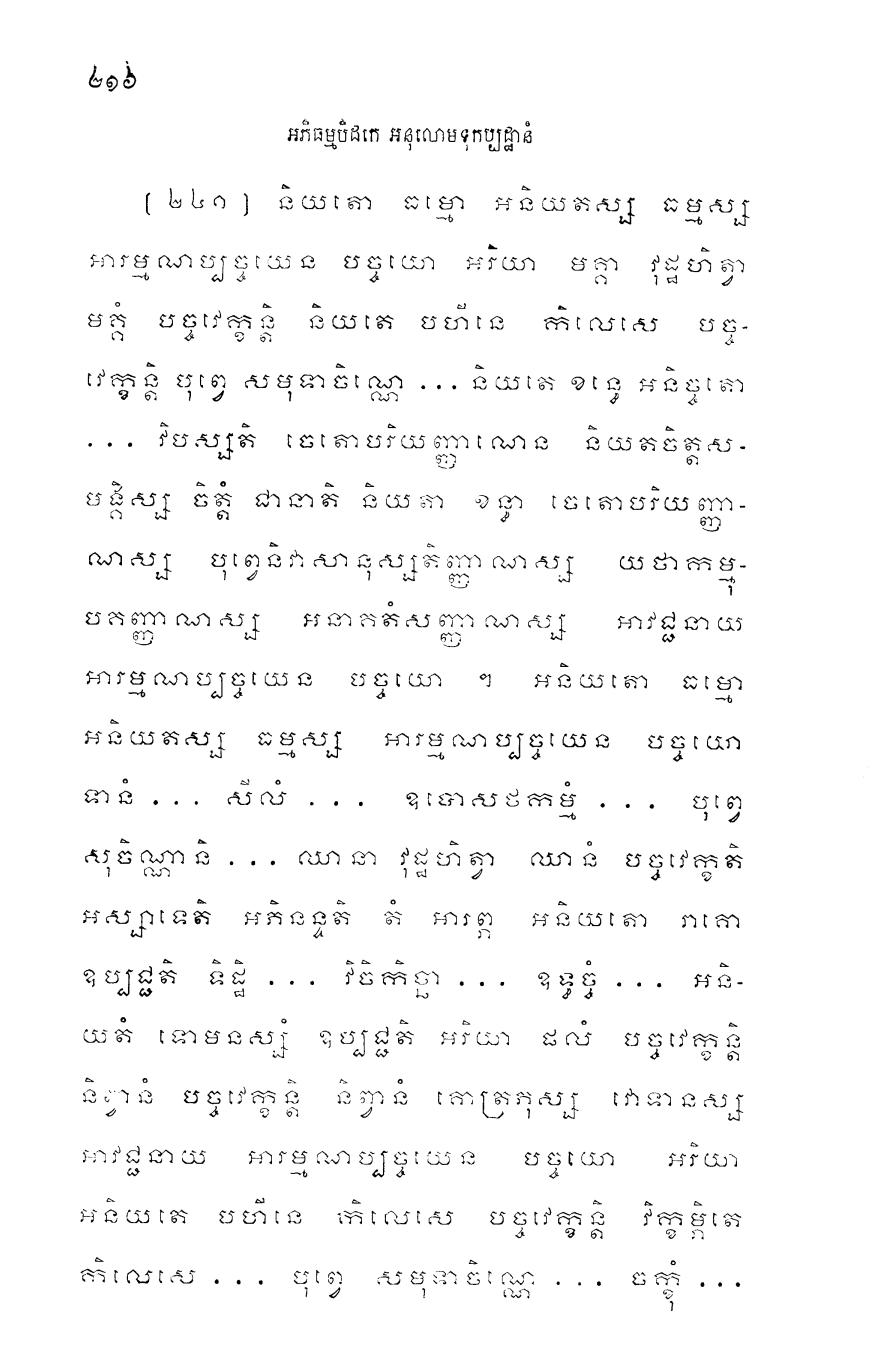 ៤១៦
អភិធម្មបិដកេ អនុលោមទុកប្បដ្ឋានំ
[ ២៤១ ] និយតោ ធម្មោ អនិយតស្ស ធម្មស្ស
អារម្មណប្បច្ចយេន បច្ចយោ អរិយា មគ្គា វុដ្ឋហិត្វា
មគ្គំ បច្ចវេក្ខន្តិ និយតេ បហីនេ កិលេសេ បច្ច-
វេក្ខន្តិ បុព្វេ សមុទាចិណ្ណេ ... និយតេ ខន្ធេ អនិច្ចតោ
... វិបស្សតិ ចេតោបរិយញ្ញាណេន និយតចិត្តស-
មង្គិស្ស ចិត្តំ ជានាតិ និយតា ខន្ធា ចេតោបរិយញ្ញា-
ណស្ស បុព្វេនិវាសានុស្សតិញ្ញាណស្ស យថាកម្មុ-
បគញ្ញាណស្ស អនាគតំសញ្ញាណស្ស អាវជ្ជនាយ
អារម្មណប្បច្ចយេន បច្ចយោ ។ អនិយតោ ធម្មោ
អនិយតស្ស ធម្មស្ស អារម្មណប្បច្ចយេន បច្ចយោ
ទានំ ... សីលំ ... ឧបោសថកម្មំ ... បុព្វេ
សុចិណ្ណានិ ... ឈានា វុដ្ឋហិត្វា ឈានំ បច្ចវេក្ខតិ
អស្សាទេតិ អភិនន្ទតិ តំ អារព្ភ អនិយតោ រាគោ
ឧប្បជ្ជតិ ទិដ្ឋិ ... វិចិកិច្ឆា ... ឧទ្ធច្ចំ ... អនិ-
យតំ ទោមនស្សំ ឧប្បជ្ជតិ អរិយា ផលំ បច្ចវេក្ខន្តិ
និព្វានំ បច្ចវេក្ខន្តិ និព្វានំ គោត្រភុស្ស វោទានស្ស
អាវជ្ជនាយ អារម្មណប្បច្ចយេន បច្ចយោ អរិយា
អនិយតេ បហីនេ កិលេសេ បច្ចវេក្ខន្តិ វិក្ខម្ភិតេ
កិលេសេ ... បុព្វេ សមុទាចិណ្ណេ ... ចក្ខុំ ...